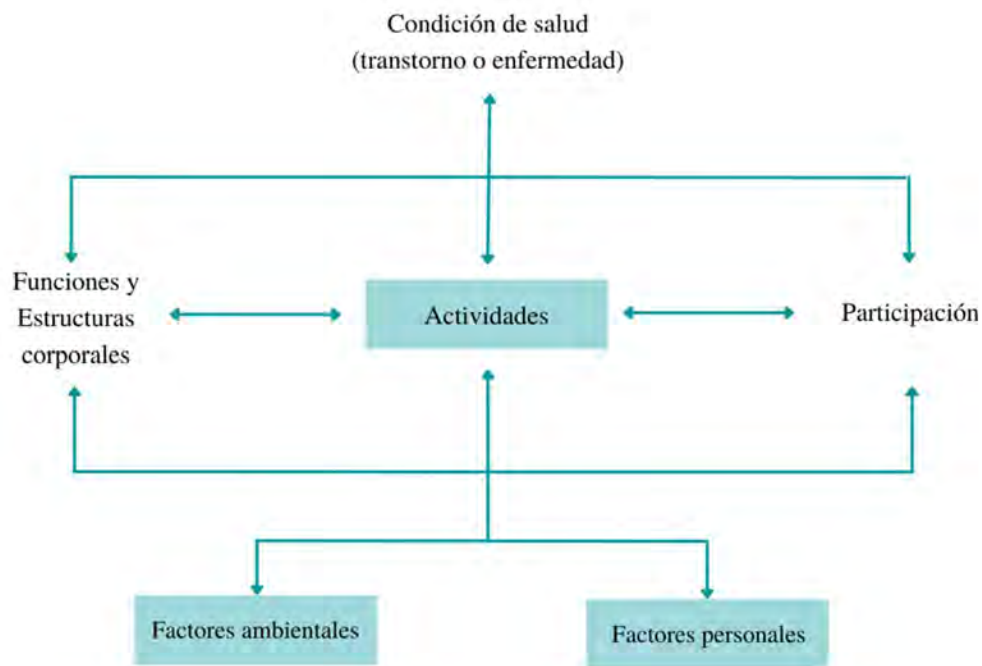 Condición de salud
(transtorno o enfermedad)
Funciones y
Estructuras
corporales
Actividades
Participación
Factores ambientales
Factores personales